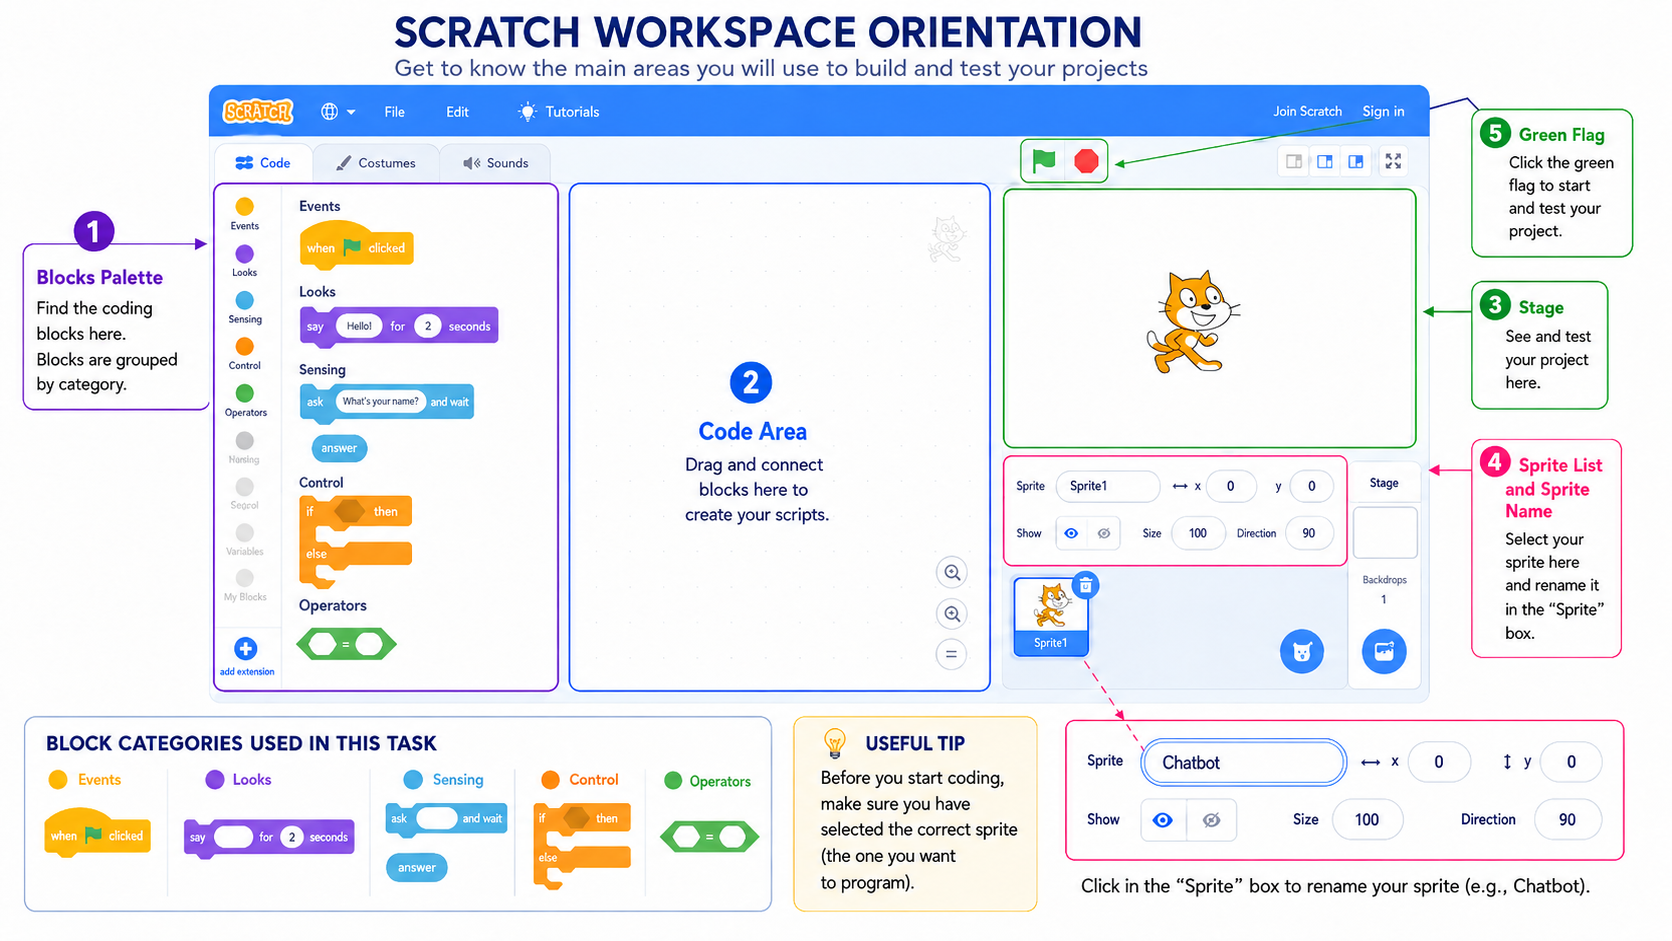 SCRATCH WORKSPACE ORIENTATION
Get to know the main areas you will use to build and test your projects
SCRATCH
File
Edit
Tutorials
Join Scratch
Sign in
Code
Costumes
Sounds
1
Blocks Palette
Find the coding
blocks here.
Blocks are grouped
by category.
Events
Looks
Sensing
Control
Operators
Narsing
Segrol
Variables
My Blocks
add extension
Events
when clicked
Looks
say Hello! for 2 seconds
Sensing
ask What's your name? and wait
answer
Control
if then
else
Operators
=
2
Code Area
Drag and connect
blocks here to
create your scripts.
=
Sprite Sprite1 x 0 y 0
Show Size 100 Direction 90
Sprite1
Stage
Backdrops
1
5 Green Flag
Click the green
flag to start
and test your
project.
3 Stage
See and test
your project
here.
4 Sprite List
and Sprite
Name
Select your
sprite here
and rename it
in the “Sprite”
box.
BLOCK CATEGORIES USED IN THIS TASK
Events
when clicked
Looks
say for 2 seconds
Sensing
ask and wait
answer
Control
if then
else
Operators
=
USEFUL TIP
Before you start coding,
make sure you have
selected the correct sprite
(the one you want
to program).
Sprite Chatbot x 0 y 0
Show Size 100 Direction 90
Click in the “Sprite” box to rename your sprite (e.g., Chatbot).